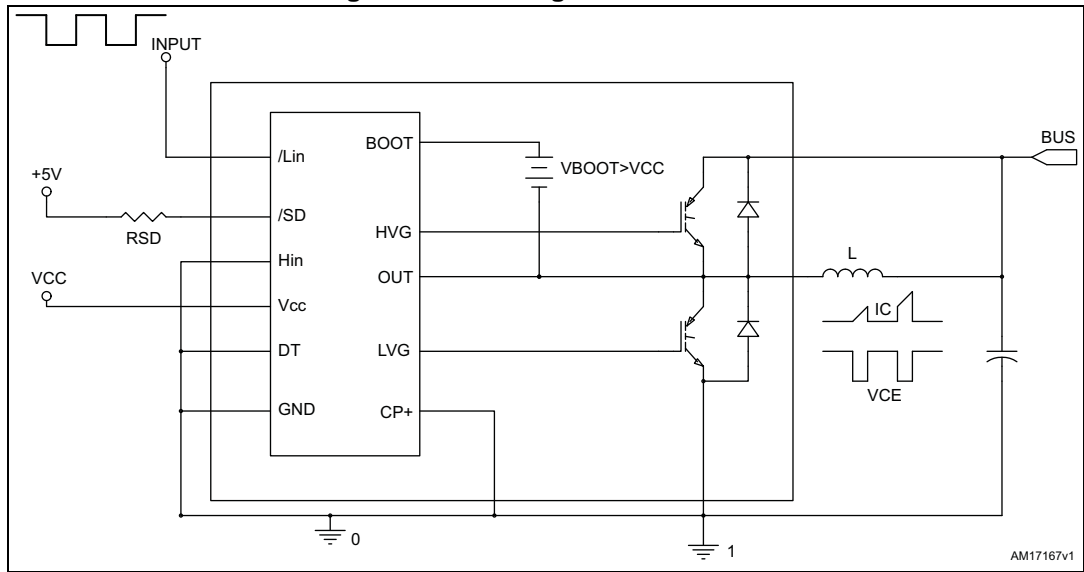 INPUT
BUS
+5V
VCC
RSD
/Lin
/SD
Hin
Vcc
DT
GND
BOOT
HVG
OUT
LVG
CP+
VBOOT>VCC
L
IC
VCE
0
1
AM17167v1